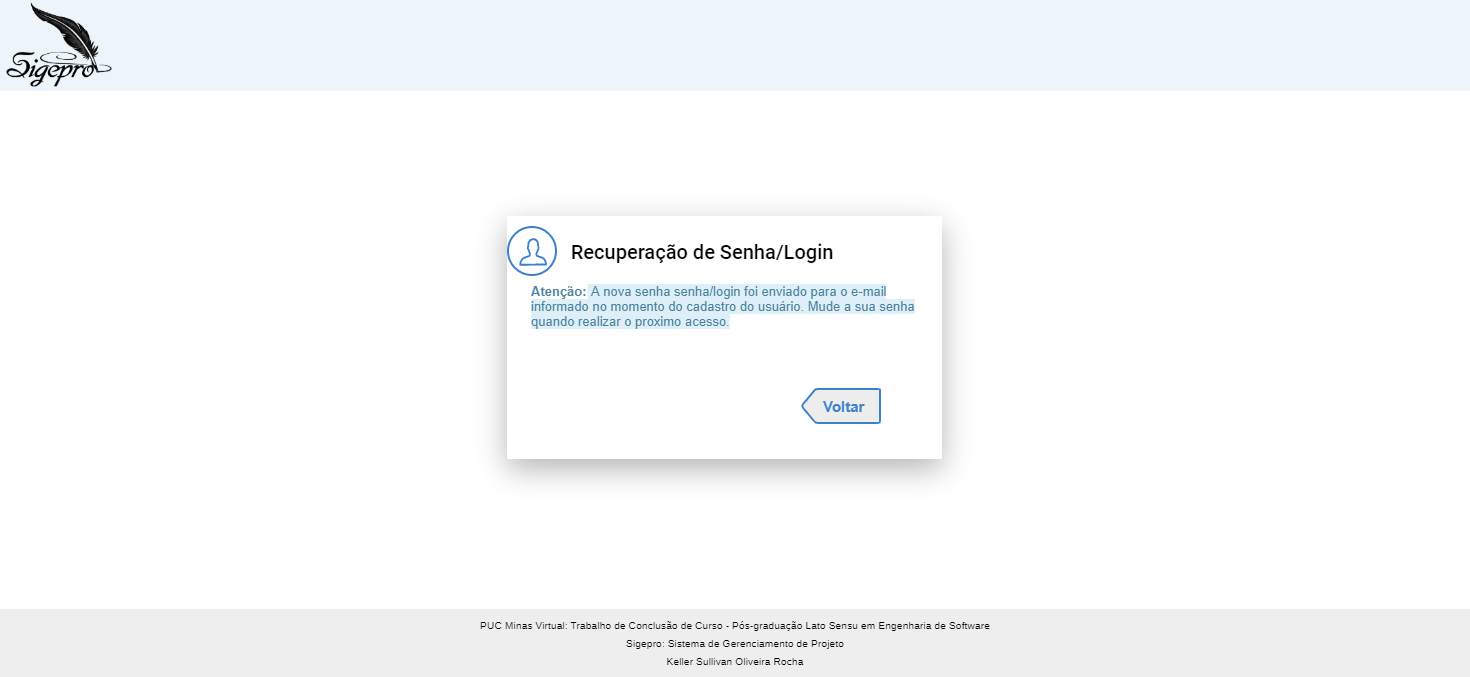 Sigepro
Recuperação de Senha/Login
Atenção: A nova senha senha/login foi enviado para o e-mail
informado no momento do cadastro do usuário. Mude a sua senha
quando realizar o proximo acesso.
Voltar
PUC Minas Virtual: Trabalho de Conclusão de Curso - Pós-graduação Lato Sensu em Engenharia de Software
Sigepro: Sistema de Gerenciamento de Projeto
Keller Sullivan Oliveira Rocha